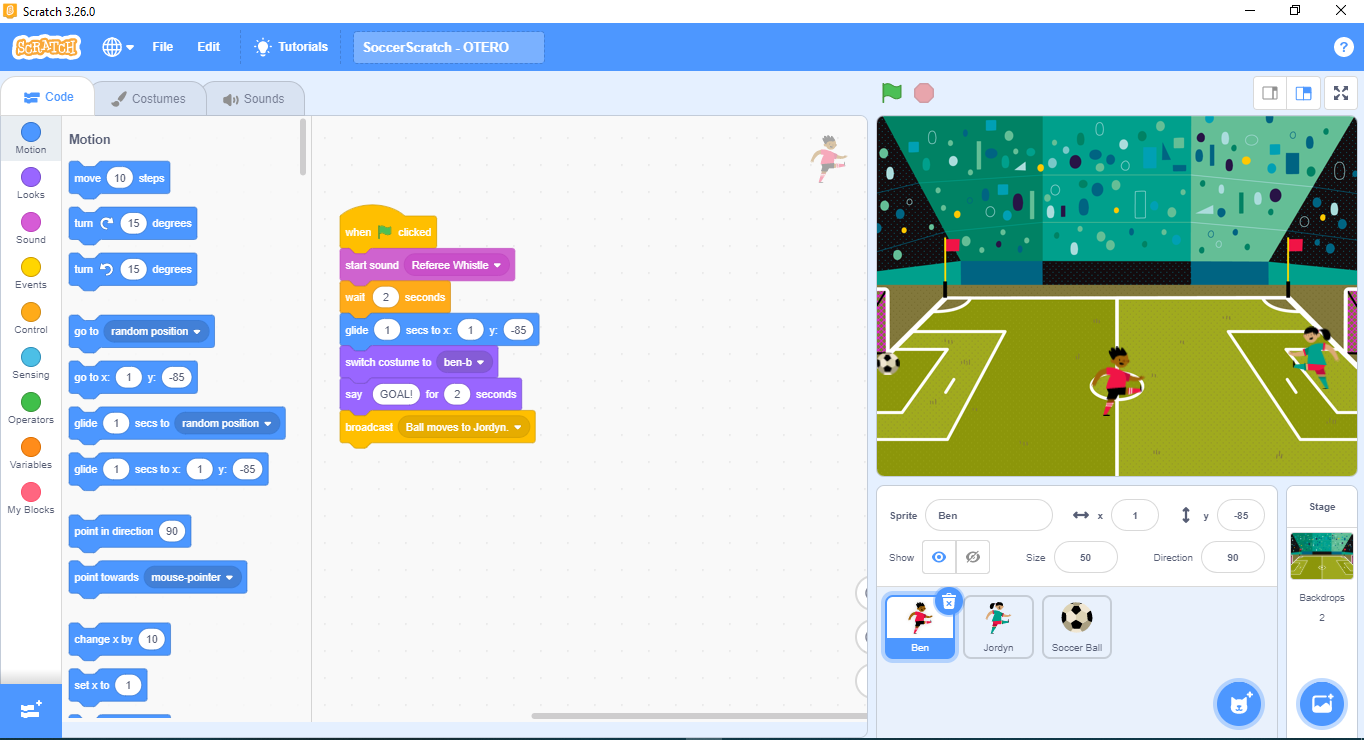 Scratch 3.26.0
SCRATCH File Edit Tutorials SoccerScratch - OTERO ?
Code Costumes Sounds
Motion
Looks
Sound
Events
Control
Sensing
Operators
Variables
My Blocks
Motion
move 10 steps
turn 15 degrees
turn 15 degrees
go to random position
go to x: 1 y: -85
glide 1 secs to random position
glide 1 secs to x: 1 y: -85
point in direction 90
point towards mouse-pointer
change x by 10
set x to 1
when clicked
start sound Referee Whistle
wait 2 seconds
glide 1 secs to x: 1 y: -85
switch costume to ben-b
say GOAL! for 2 seconds
broadcast Ball moves to Jordyn.
Sprite Ben x 1 y -85
Show Size 50 Direction 90
Ben Jordyn Soccer Ball
Stage
Backdrops
2